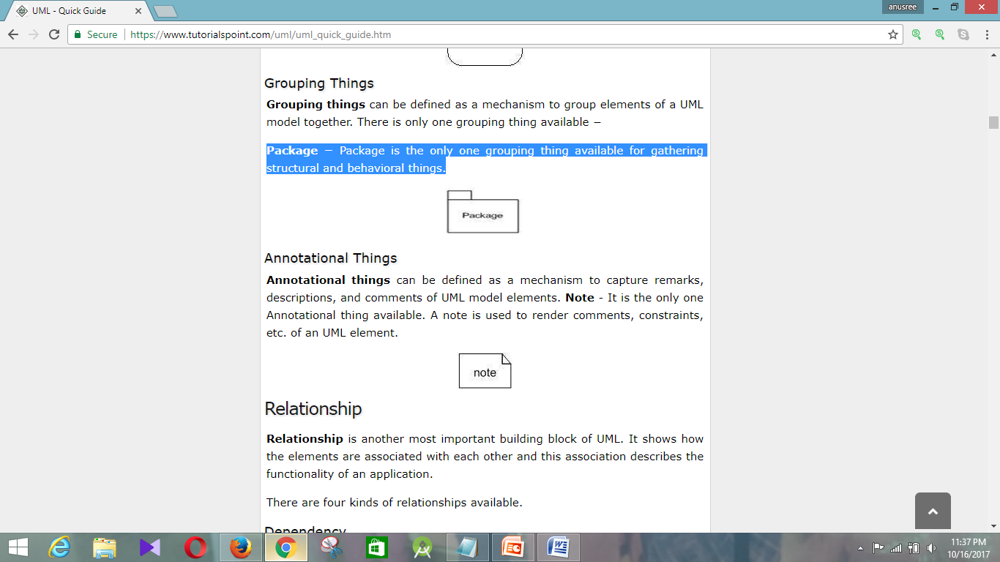 UML - Quick Guide
anusree
Secure
https://www.tutorialspoint.com/uml/uml_quick_guide.htm
Grouping Things
Grouping things can be defined as a mechanism to group elements of a UML
model together. There is only one grouping thing available −
Package − Package is the only one grouping thing available for gathering
structural and behavioral things.
Package
Annotational Things
Annotational things can be defined as a mechanism to capture remarks,
descriptions, and comments of UML model elements. Note - It is the only one
Annotational thing available. A note is used to render comments, constraints,
etc. of an UML element.
note
Relationship
Relationship is another most important building block of UML. It shows how
the elements are associated with each other and this association describes the
functionality of an application.
There are four kinds of relationships available.
Dependency
11:37 PM
10/16/2017